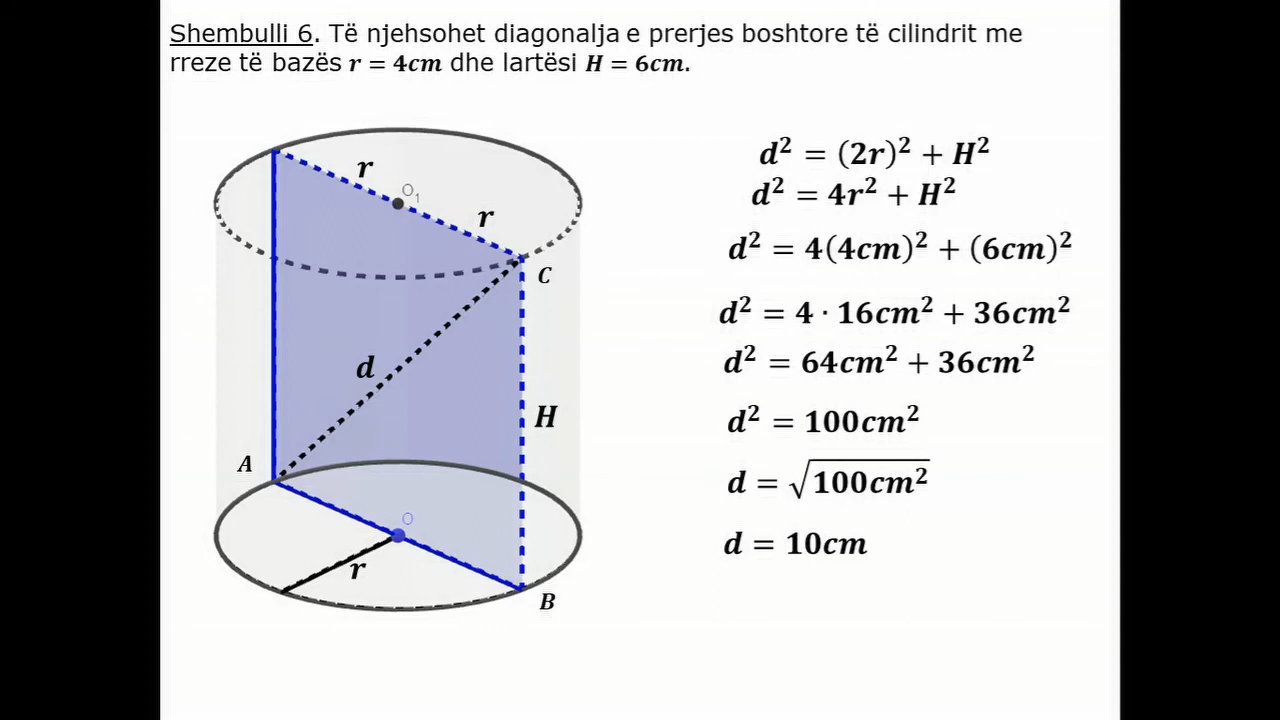 Shembulli 6. Të njehsohet diagonalja e prerjes boshtore të cilindrit me
rreze të bazës r = 4cm dhe lartësi H = 6cm.
r
O₁
r
C
d
H
A
O
r
B
d² = (2r)² + H²
d² = 4r² + H²
d² = 4(4cm)² + (6cm)²
d² = 4 · 16cm² + 36cm²
d² = 64cm² + 36cm²
d² = 100cm²
d = √100cm²
d = 10cm